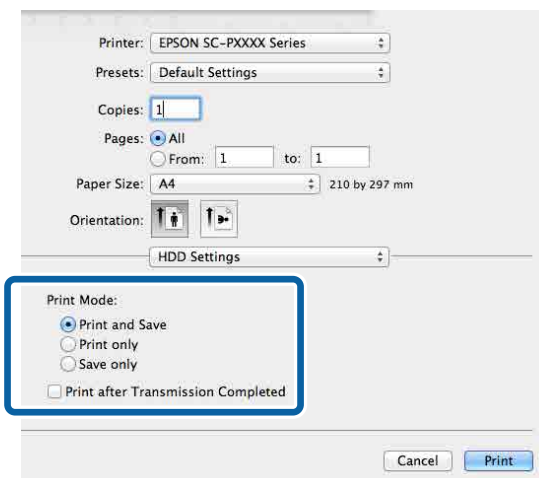 Printer: EPSON SC-PXXXX Series
Presets: Default Settings
Copies: 1
Pages: All
From: 1 to: 1
Paper Size: A4 210 by 297 mm
Orientation:
HDD Settings
Print Mode:
Print and Save
Print only
Save only
Print after Transmission Completed
Cancel Print